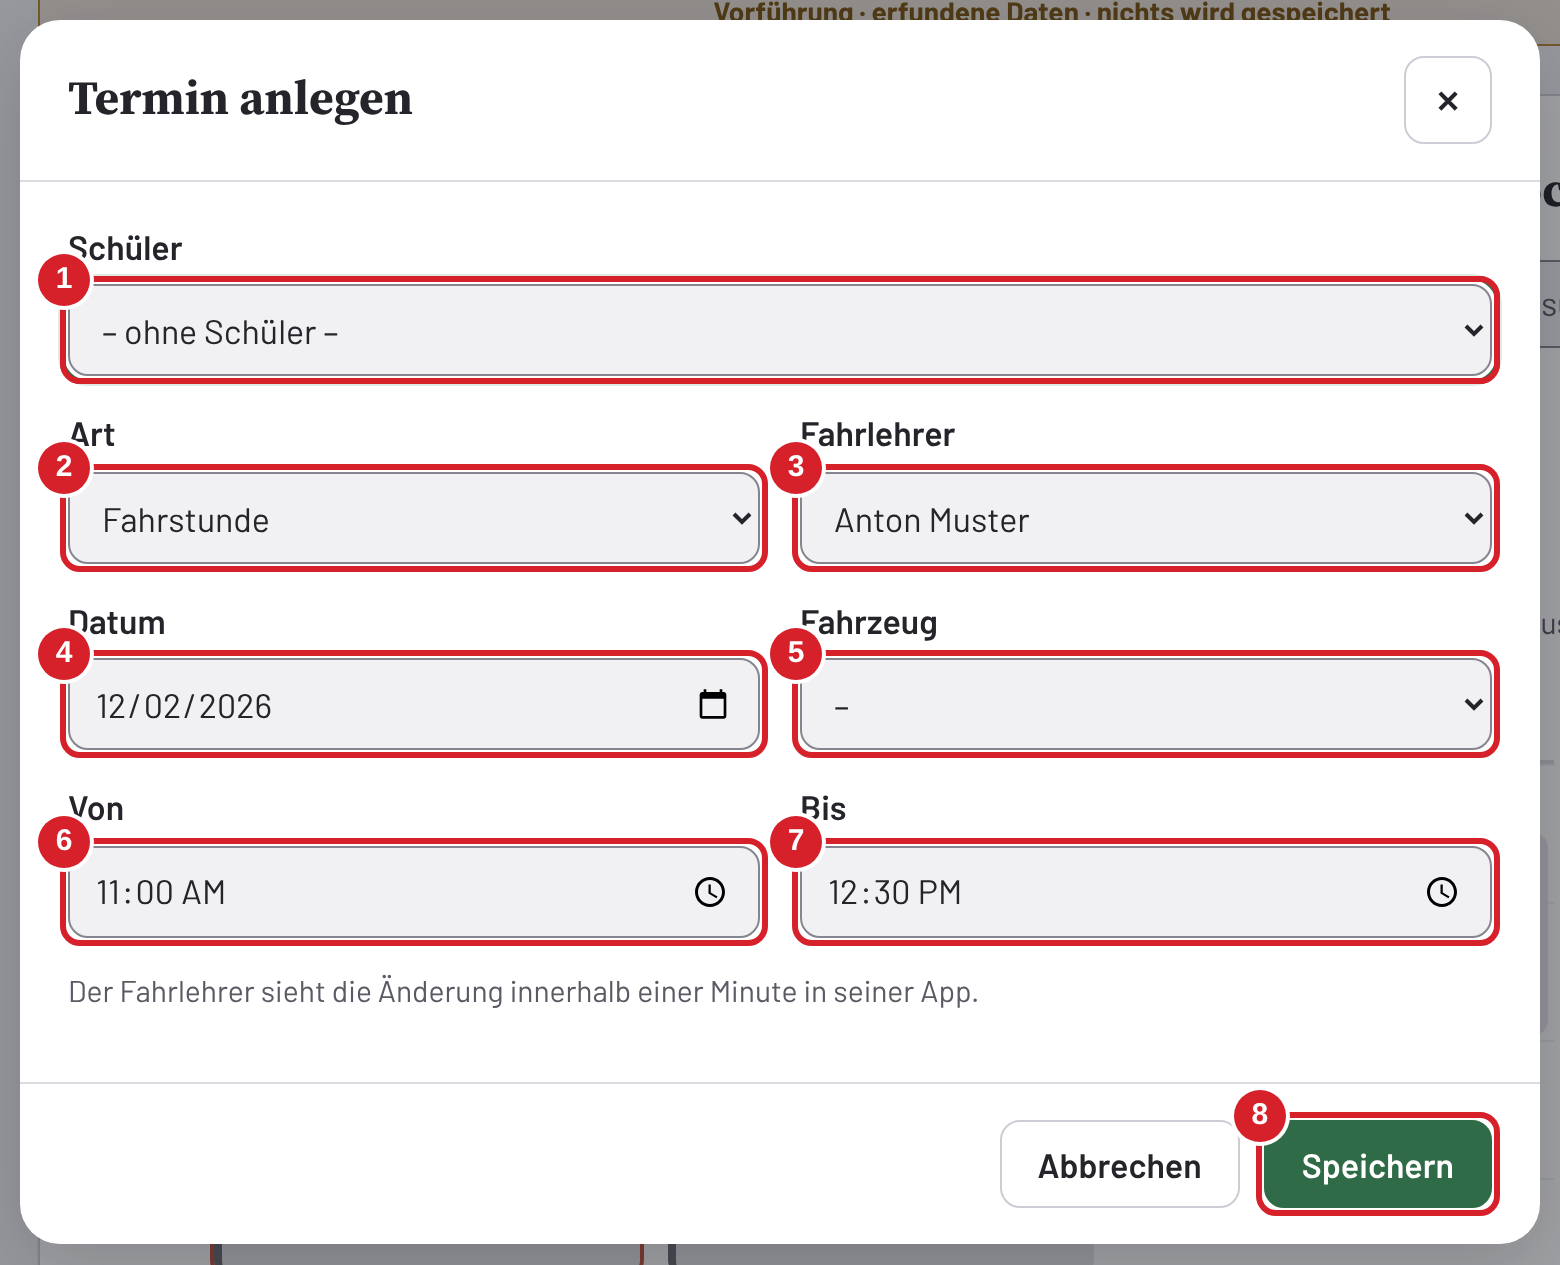 Vorführung · erfundene Daten · nichts wird gespeichert
Termin anlegen
Schüler
1
– ohne Schüler –
Art
Fahrlehrer
2
3
Fahrstunde
Anton Muster
Datum
Fahrzeug
4
5
12/02/2026
–
Von
Bis
6
7
11:00 AM
12:30 PM
Der Fahrlehrer sieht die Änderung innerhalb einer Minute in seiner App.
8
Abbrechen
Speichern